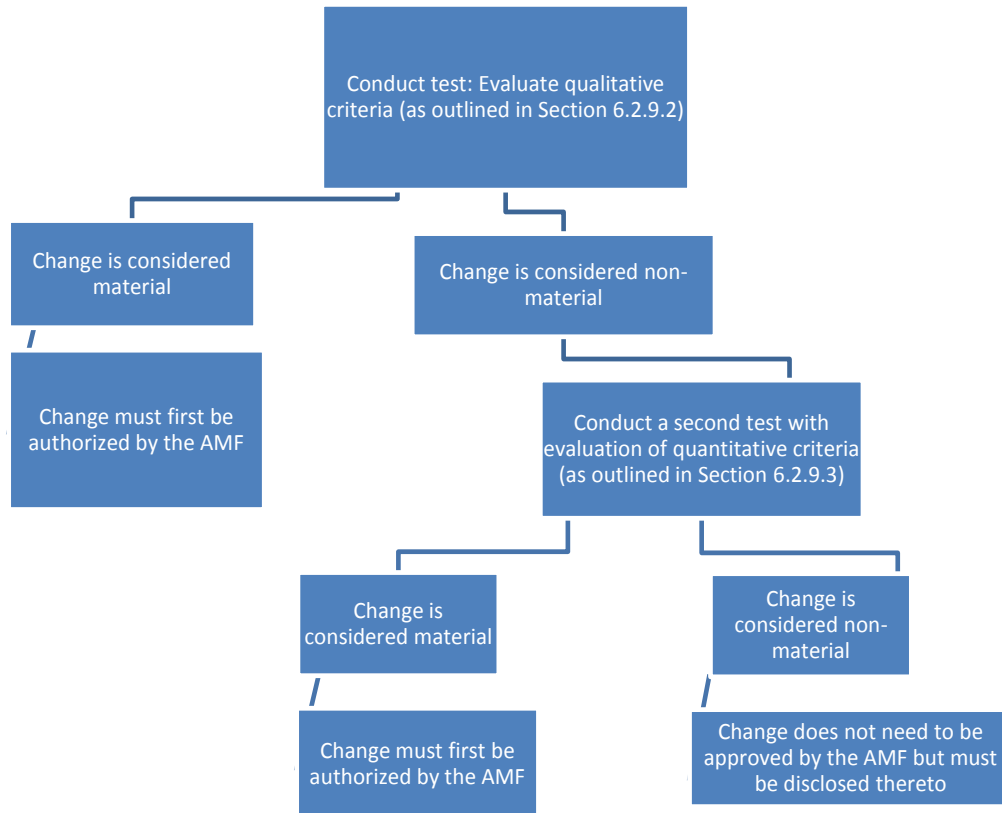 Conduct test: Evaluate qualitative
criteria (as outlined in Section 6.2.9.2)
Change is considered
material
Change is considered non-
material
Change must first be
authorized by the AMF
Conduct a second test with
evaluation of quantitative criteria
(as outlined in Section 6.2.9.3)
Change is
considered material
Change is
considered non-
material
Change must first be
authorized by the AMF
Change does not need to be
approved by the AMF but must
be disclosed thereto